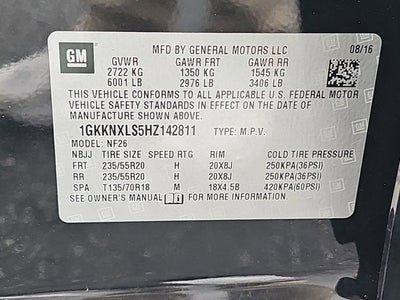 GM
MFD BY GENERAL MOTORS LLC 08/16
GVWR GAWR FRT GAWR RR
2722 KG 1350 KG 1545 KG
6001 LB 2976 LB 3406 LB
THIS VEHICLE CONFORMS TO ALL APPLICABLE U.S. FEDERAL MOTOR
VEHICLE SAFETY STANDARDS IN EFFECT ON THE DATE OF
MANUFACTURE SHOWN ABOVE.
1GKKNXLS5HZ142811 TYPE: M.P.V.
MODEL: NF26
NBJJ TIRE SIZE SPEED RTG RIM COLD TIRE PRESSURE
FRT 235/55R20 H 20X8J 250KPA(36PSI)
RR 235/55R20 H 20X8J 250KPA(36PSI)
SPA T135/70R18 M 18X4.5B 420KPA(60PSI)
SEE OWNER'S MANUAL FOR MORE INFORMATION.